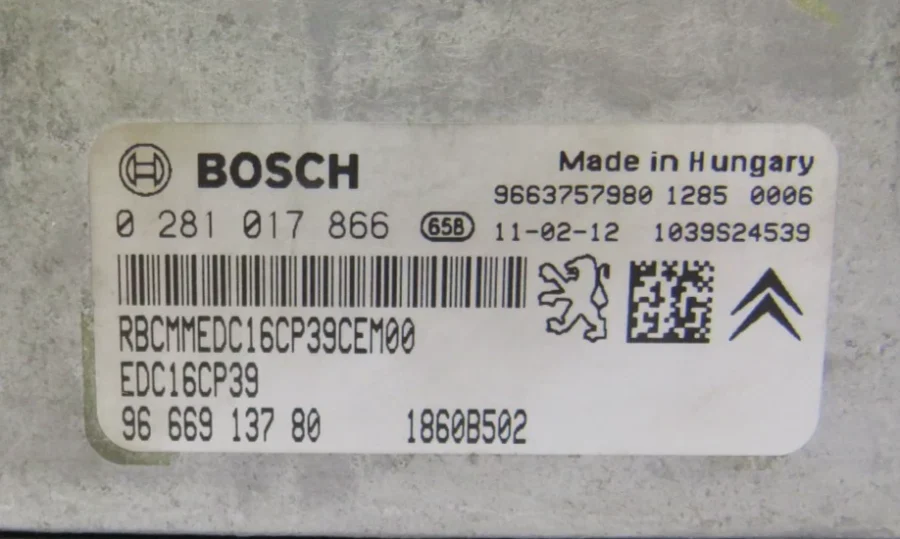 BOSCH
Made in Hungary
9663757980 1285 0006
0 281 017 866 658 11-02-12 1039S24539
RBCMMEDC16CP39CEM00
EDC16CP39
96 669 137 80 1860B502